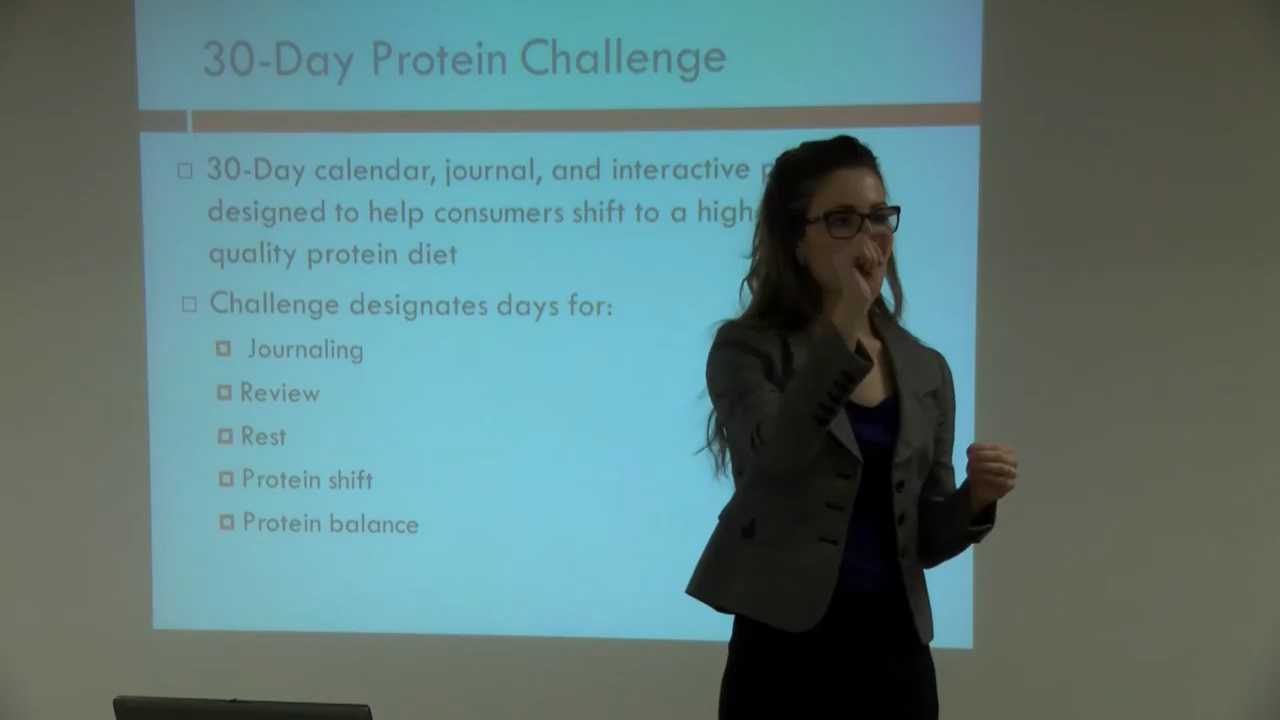 30-Day Protein Challenge
30-Day calendar, journal, and interactive
designed to help consumers shift to a high
quality protein diet
Challenge designates days for:
Journaling
Review
Rest
Protein shift
Protein balance